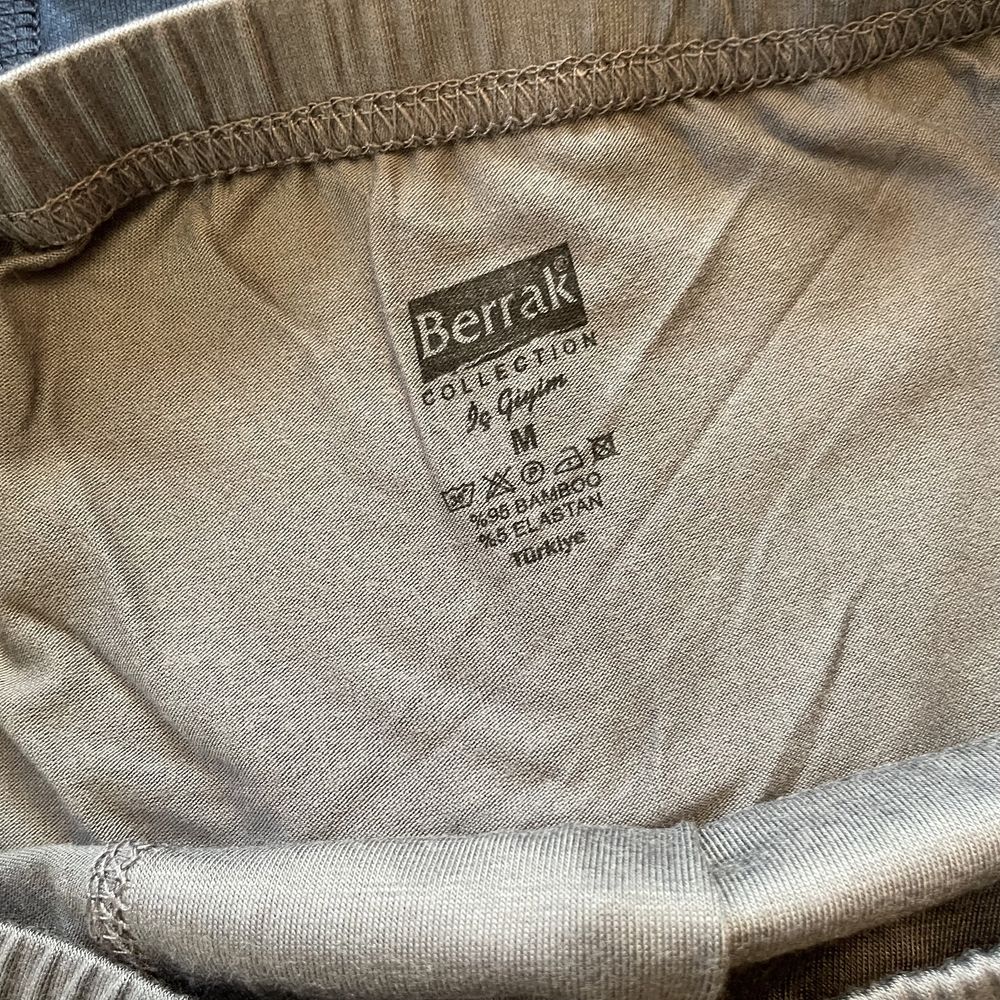 Berrak®
COLLECTION
İç Giyim
M
%95 BAMBOO
%5 ELASTAN
Türkiye